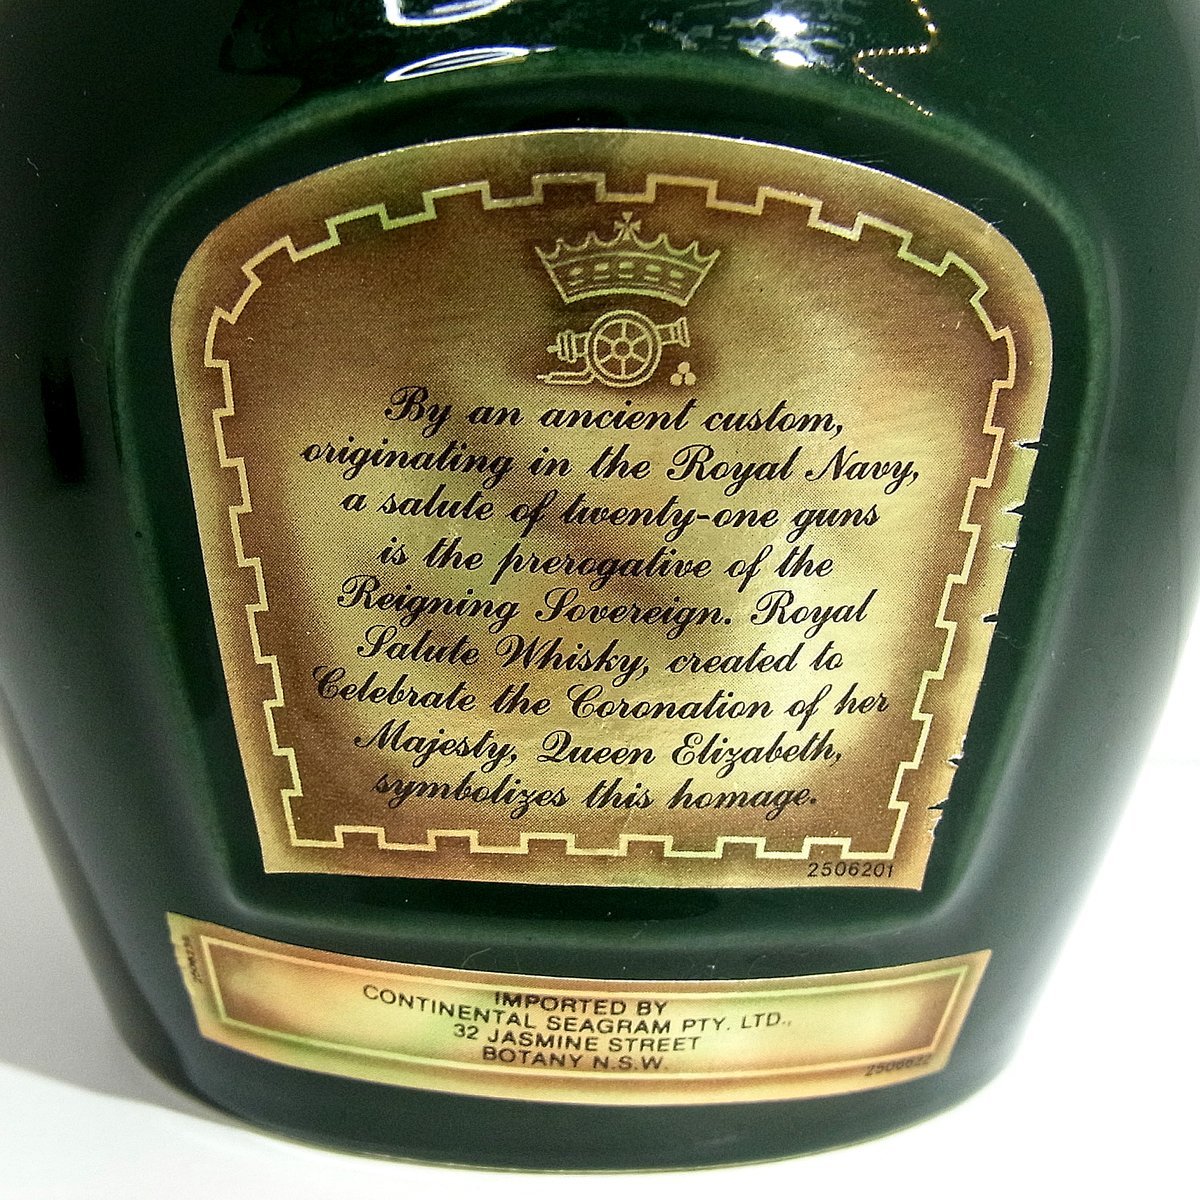 By an ancient custom,
originating in the Royal Navy,
a salute of twenty-one guns
is the prerogative of the
Reigning Sovereign. Royal
Salute Whisky, created to
Celebrate the Coronation of her
Majesty, Queen Elizabeth,
symbolizes this homage.
2506201
IMPORTED BY
CONTINENTAL SEAGRAM PTY. LTD.,
32 JASMINE STREET
BOTANY N.S.W.